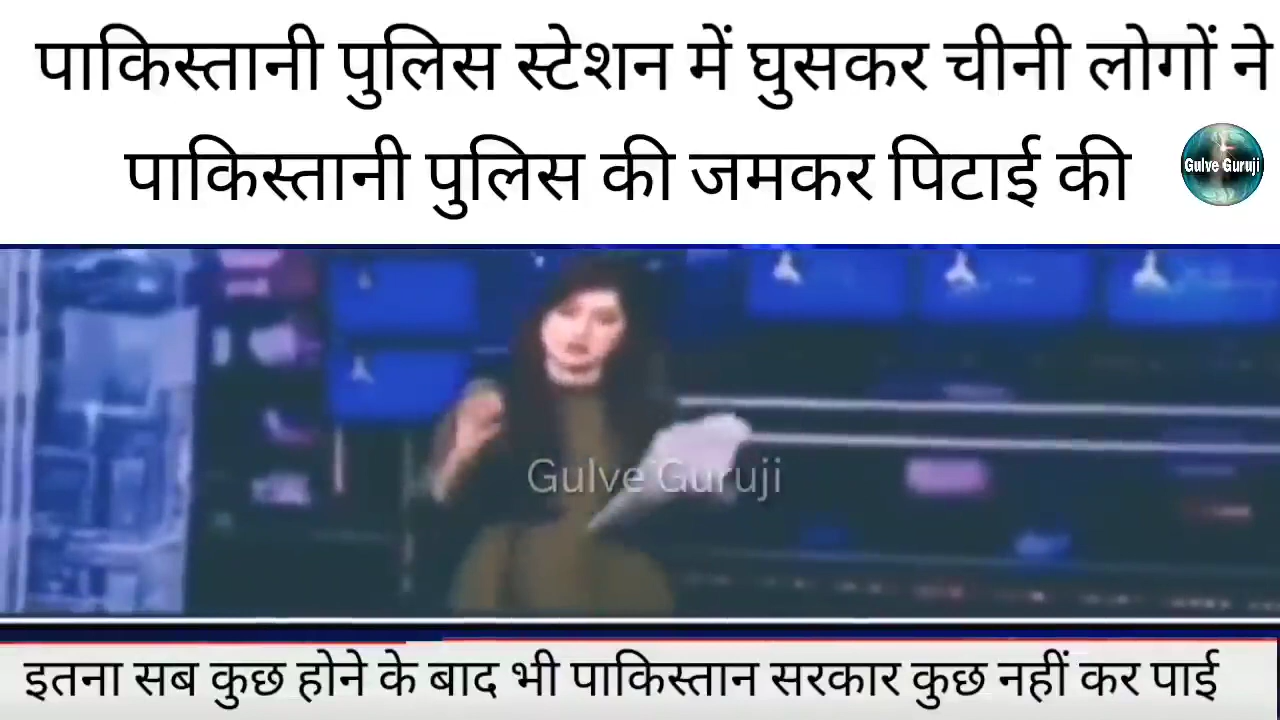 पाकिस्तानी पुलिस स्टेशन में घुसकर चीनी लोगों ने
पाकिस्तानी पुलिस की जमकर पिटाई की
Gulve Guruji
Gulve Guruji
इतना सब कुछ होने के बाद भी पाकिस्तान सरकार कुछ नहीं कर पाई